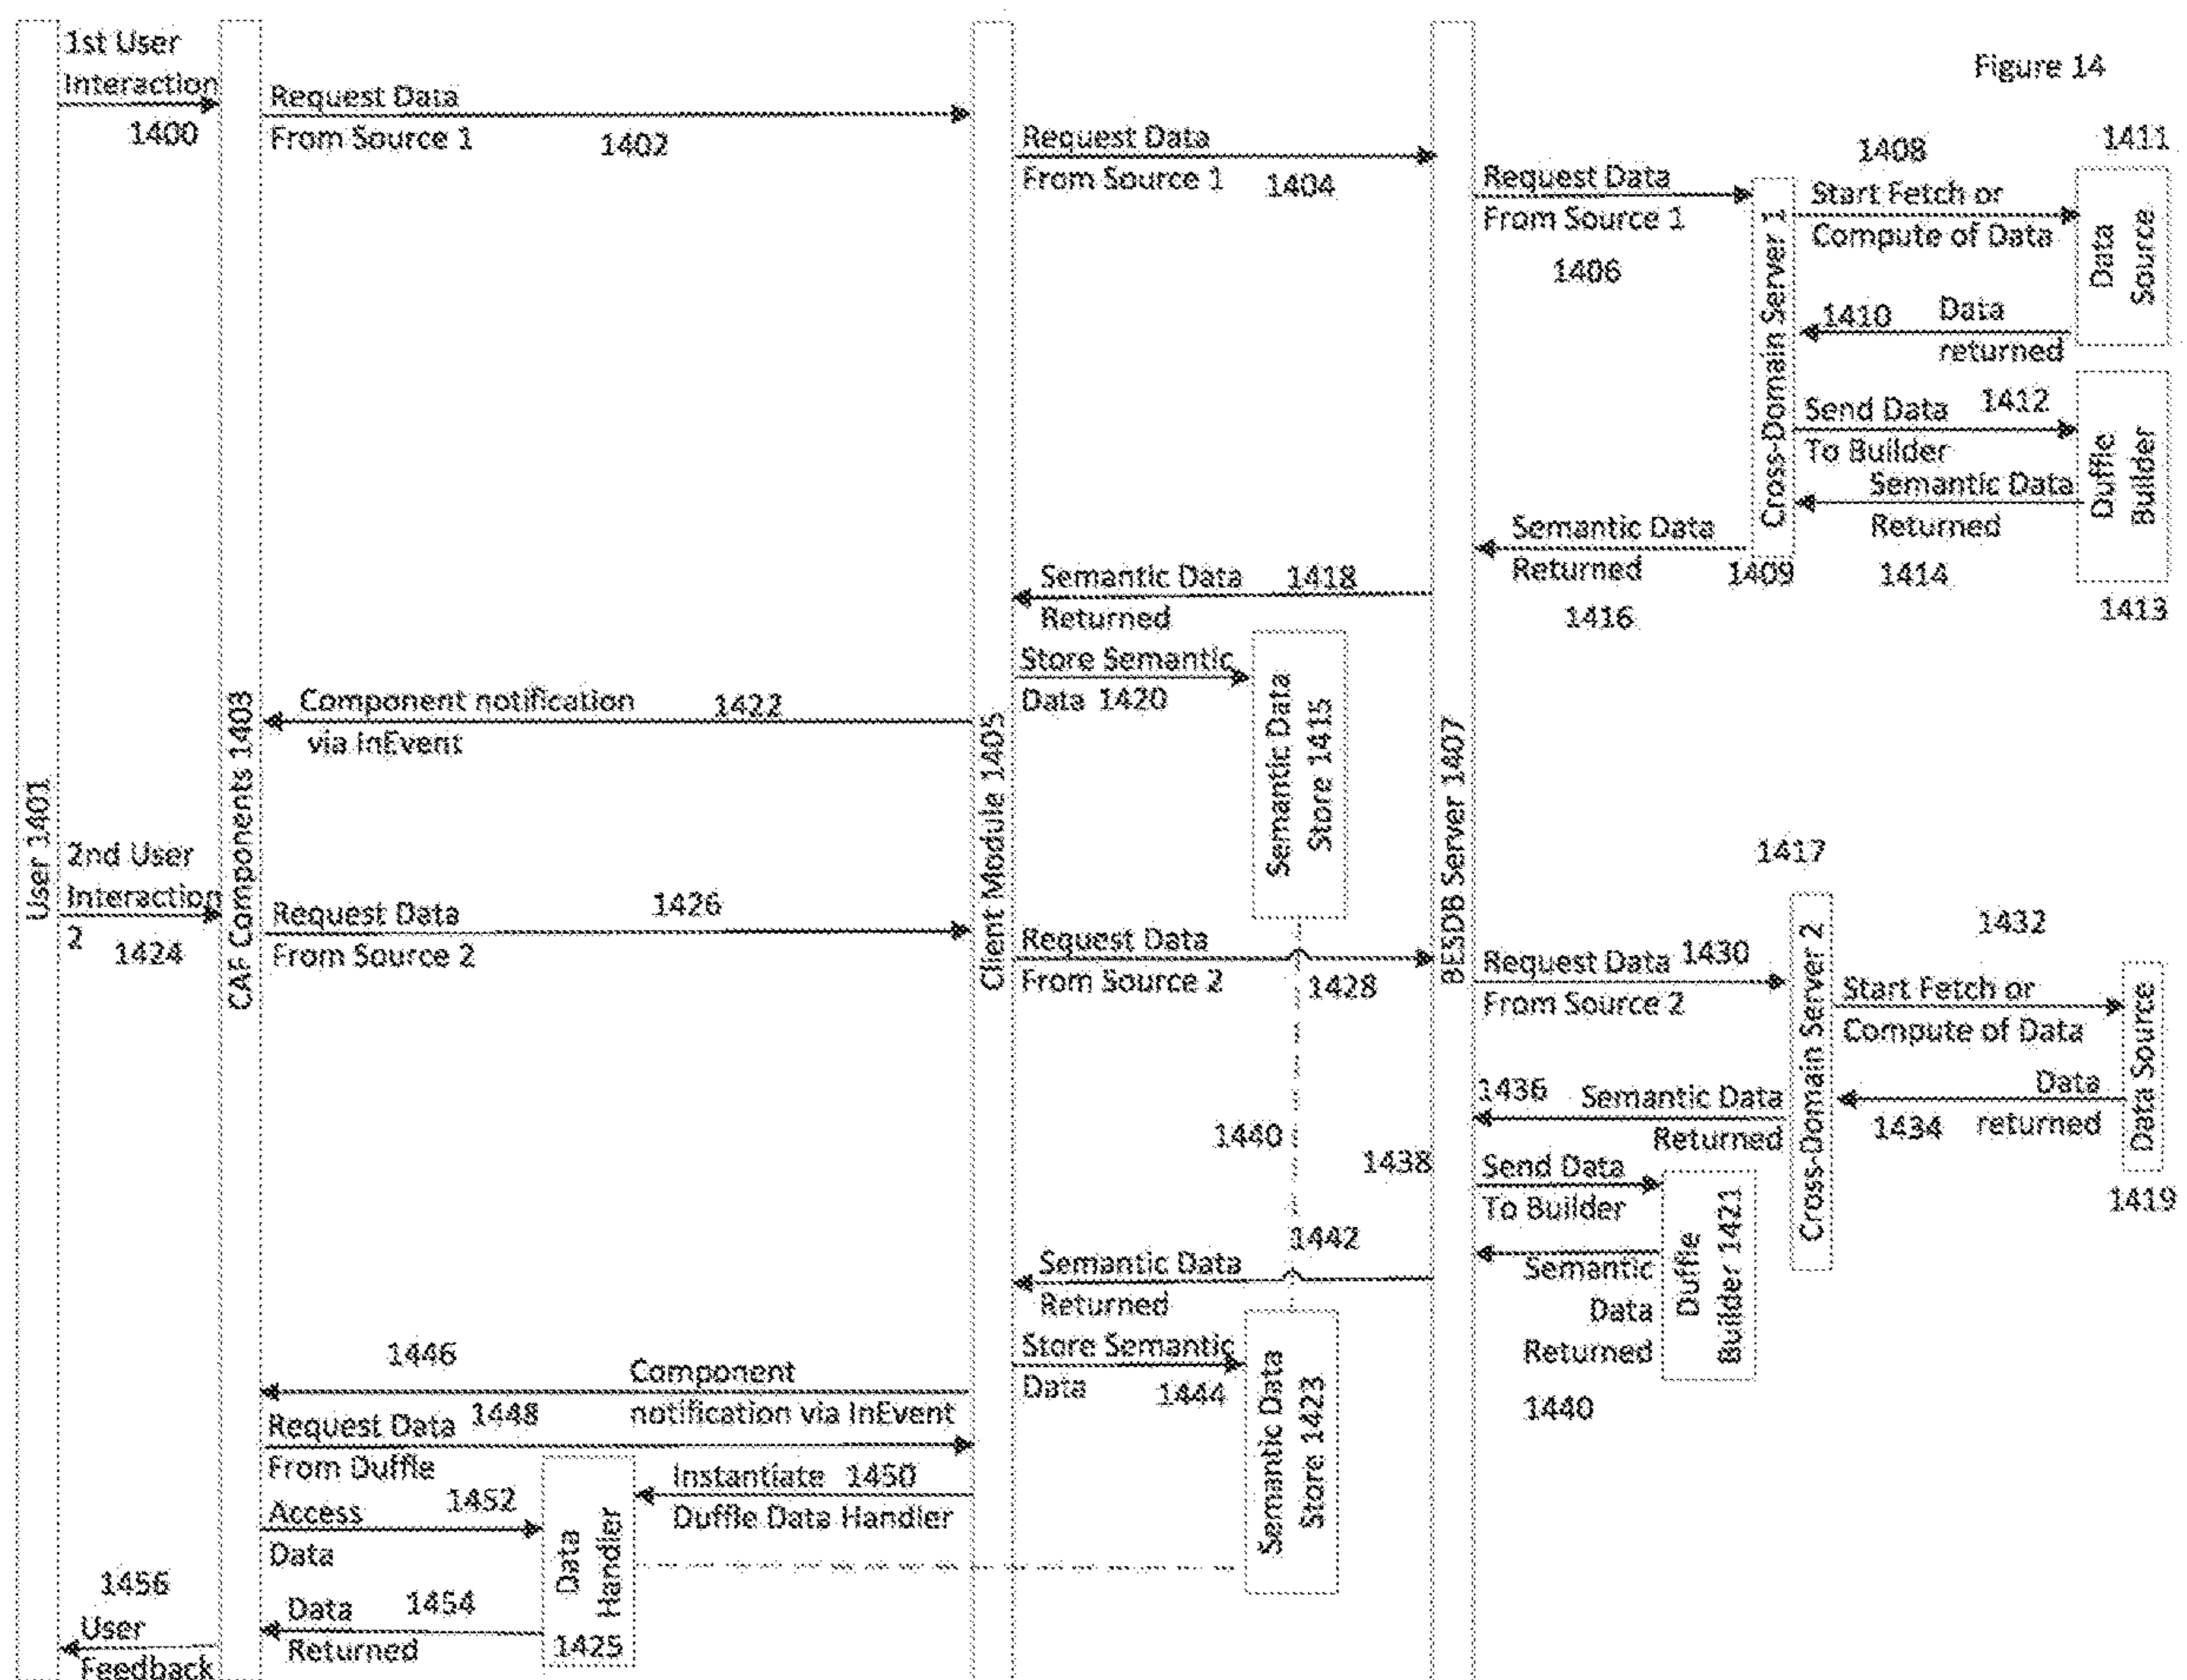 Figure 14
1st User
Interaction
1400
Request Data
From Source 1
1402
Request Data
From Source 1
1404
Request Data
From Source 1
1406
1408
Start Fetch or
Compute of Data
1411
Data
Source
1410
Data
returned
Send Data
1412
To Builder
Semantic Data
Returned
1414
Duffle
Builder
1413
Cross-Domain Server 1
1409
Semantic Data
Returned
1416
Semantic Data
1418
Returned
Store Semantic
Data 1420
Semantic Data
Store 1415
Component notification
1422
via InEvent
User 1401
CAF Components 1403
Client Module 1405
BESDB Server 1407
2nd User
Interaction
2
1424
Request Data
1426
From Source 2
Request Data
From Source 2
1428
Request Data 1430
From Source 2
1417
Cross-Domain Server 2
1432
Start Fetch or
Compute of Data
Data Source
1419
Data
returned
1434
1436
Semantic Data
Returned
1440
1438
Send Data
To Builder
Duffle
Builder 1421
Semantic
Data
Returned
1440
1442
Semantic Data
Returned
Store Semantic
Data
1444
Semantic Data
Store 1423
1446
Component
notification via InEvent
Request Data 1448
From Duffle
Instantiate 1450
Duffle Data Handler
Access
1452
Data
Data
Handler
1425
Data
1454
Returned
1456
User
Feedback